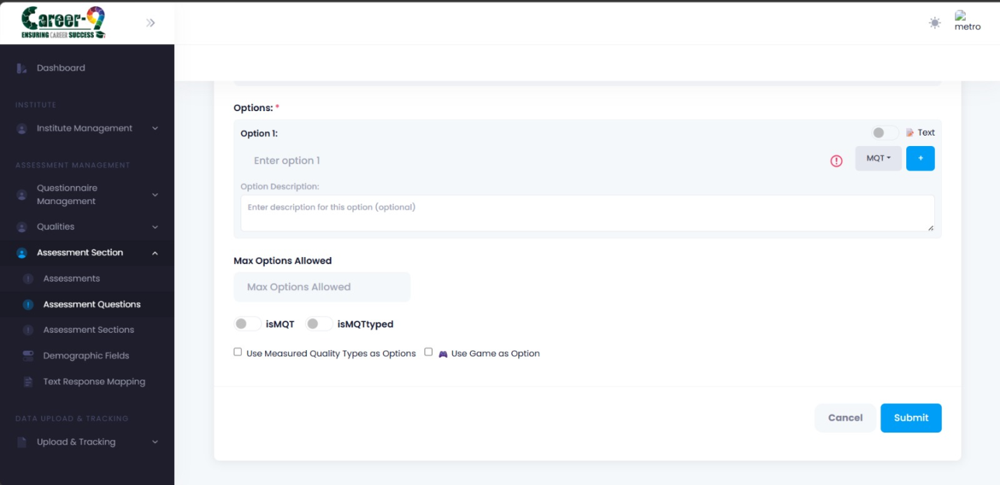 Career-9
ENSURING CAREER SUCCESS
metro
Dashboard
INSTITUTE
Institute Management
ASSESSMENT MANAGEMENT
Questionnaire
Management
Qualities
Assessment Section
Assessments
Assessment Questions
Assessment Sections
Demographic Fields
Text Response Mapping
DATA UPLOAD & TRACKING
Upload & Tracking
Options: *
Option 1:
Text
Enter option 1
MQT
+
Option Description:
Enter description for this option (optional)
Max Options Allowed
Max Options Allowed
isMQT isMQTtyped
Use Measured Quality Types as Options Use Game as Option
Cancel Submit